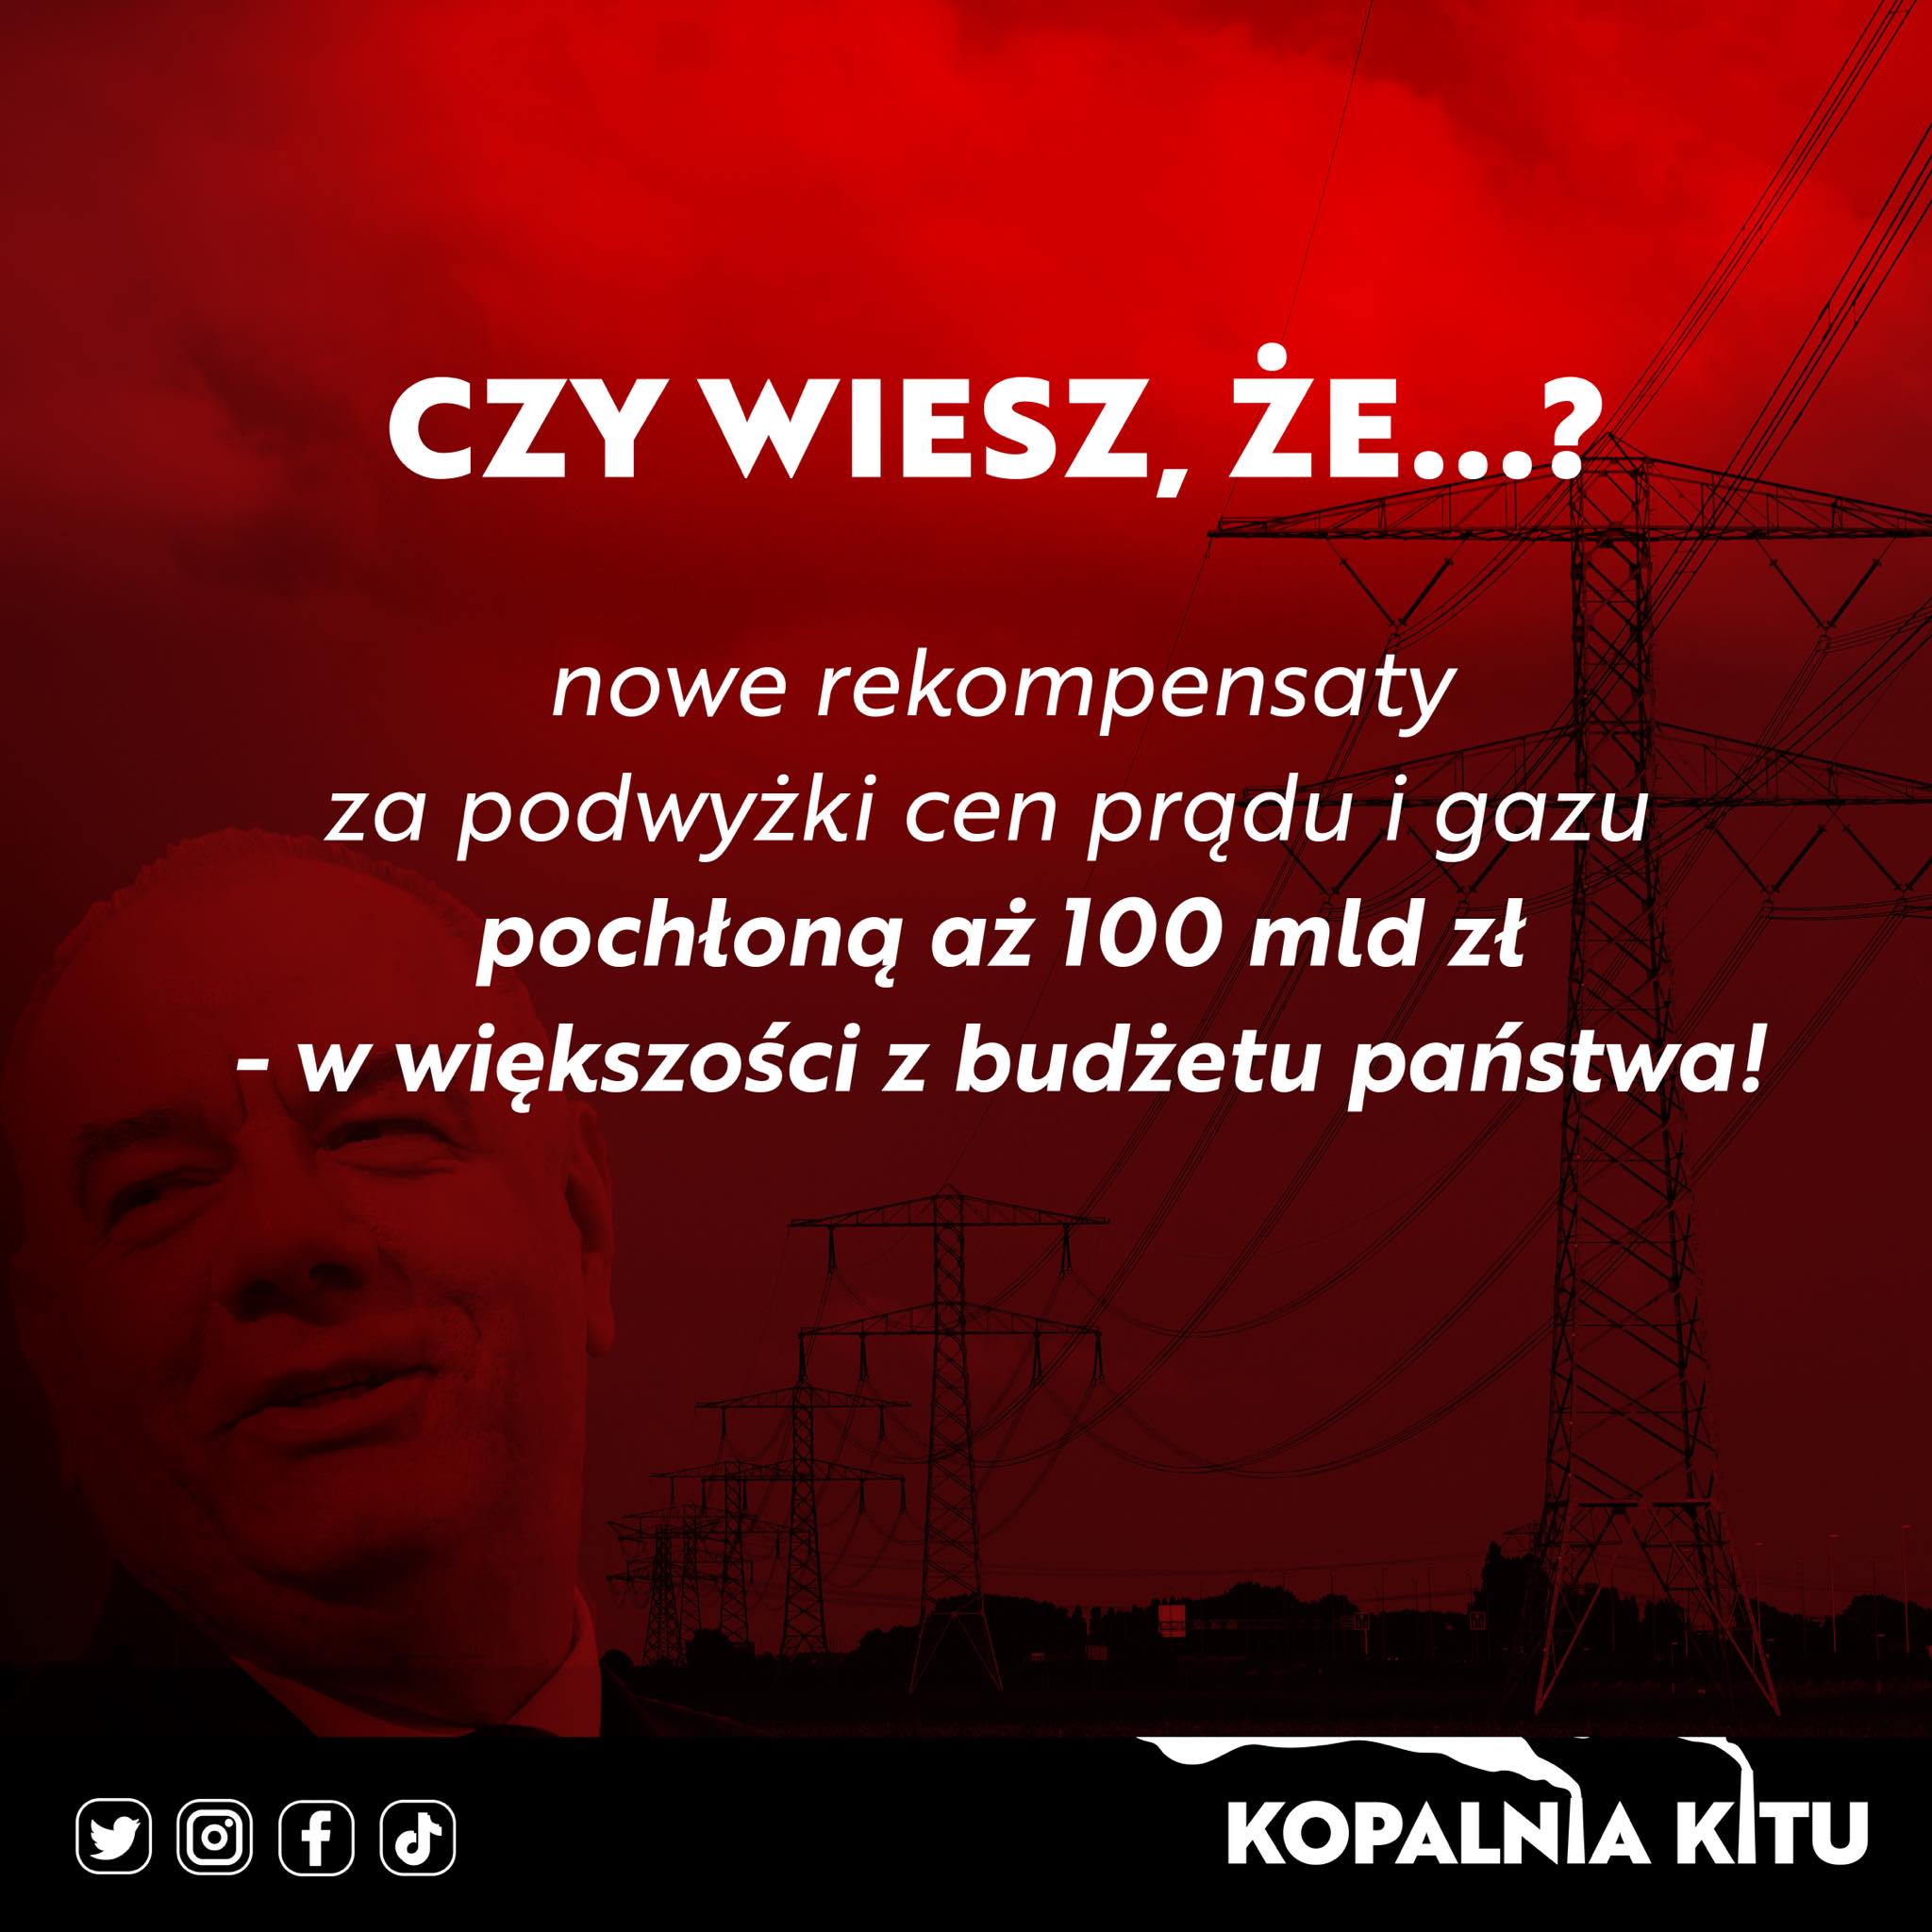 CZY WIESZ, ŻE...?
nowe rekompensaty
za podwyżki cen prądu i gazu
pochłoną aż 100 mld zł
- w większości z budżetu państwa!
KOPALNIA KITU